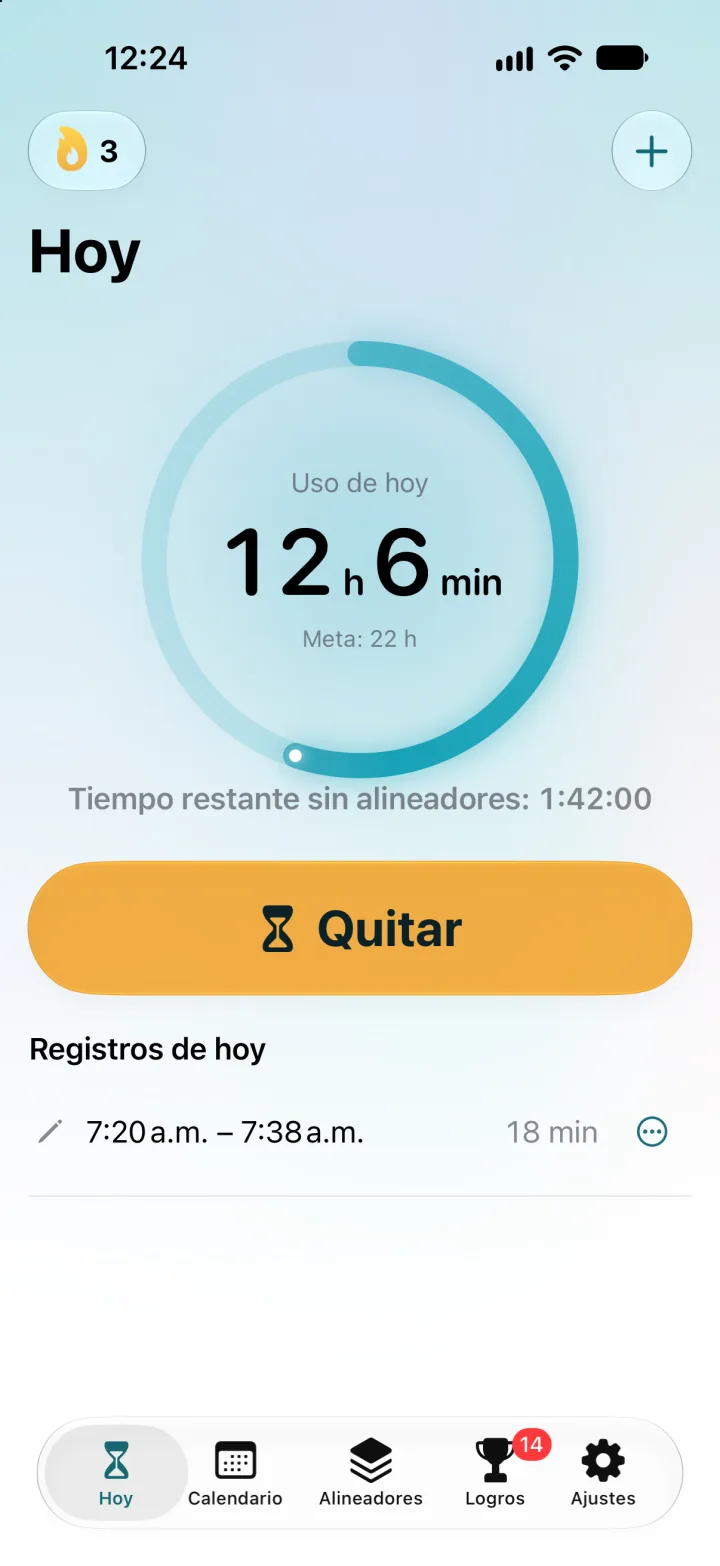 12:24
3
Hoy
Uso de hoy
12 h 6 min
Meta: 22 h
Tiempo restante sin alineadores: 1:42:00
Quitar
Registros de hoy
7:20 a.m. – 7:38 a.m. 18 min
14
Hoy Calendario Alineadores Logros Ajustes